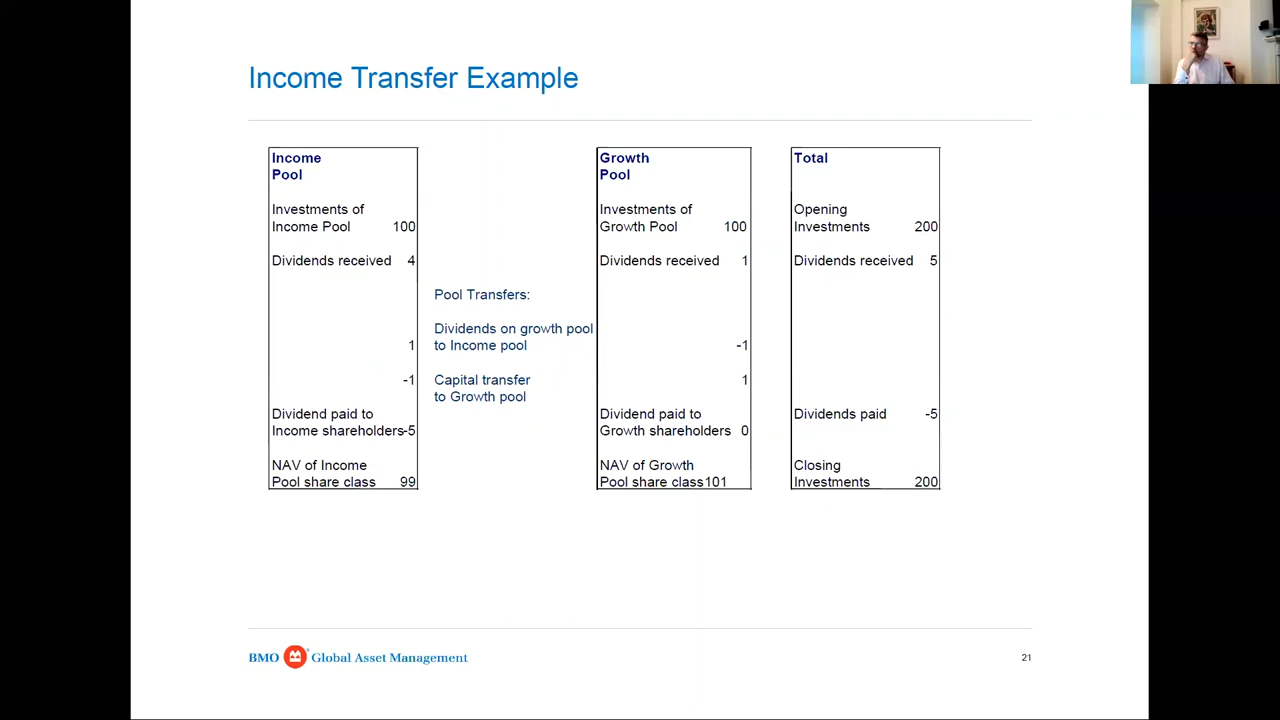 Income Transfer Example
Income
Pool
Investments of
Income Pool 100
Dividends received 4
1
-1
Dividend paid to
Income shareholders-5
NAV of Income
Pool share class 99
Pool Transfers:
Dividends on growth pool
to Income pool
Capital transfer
to Growth pool
Growth
Pool
Investments of
Growth Pool 100
Dividends received 1
-1
1
Dividend paid to
Growth shareholders 0
NAV of Growth
Pool share class101
Total
Opening
Investments 200
Dividends received 5
Dividends paid -5
Closing
Investments 200
BMO Global Asset Management
21